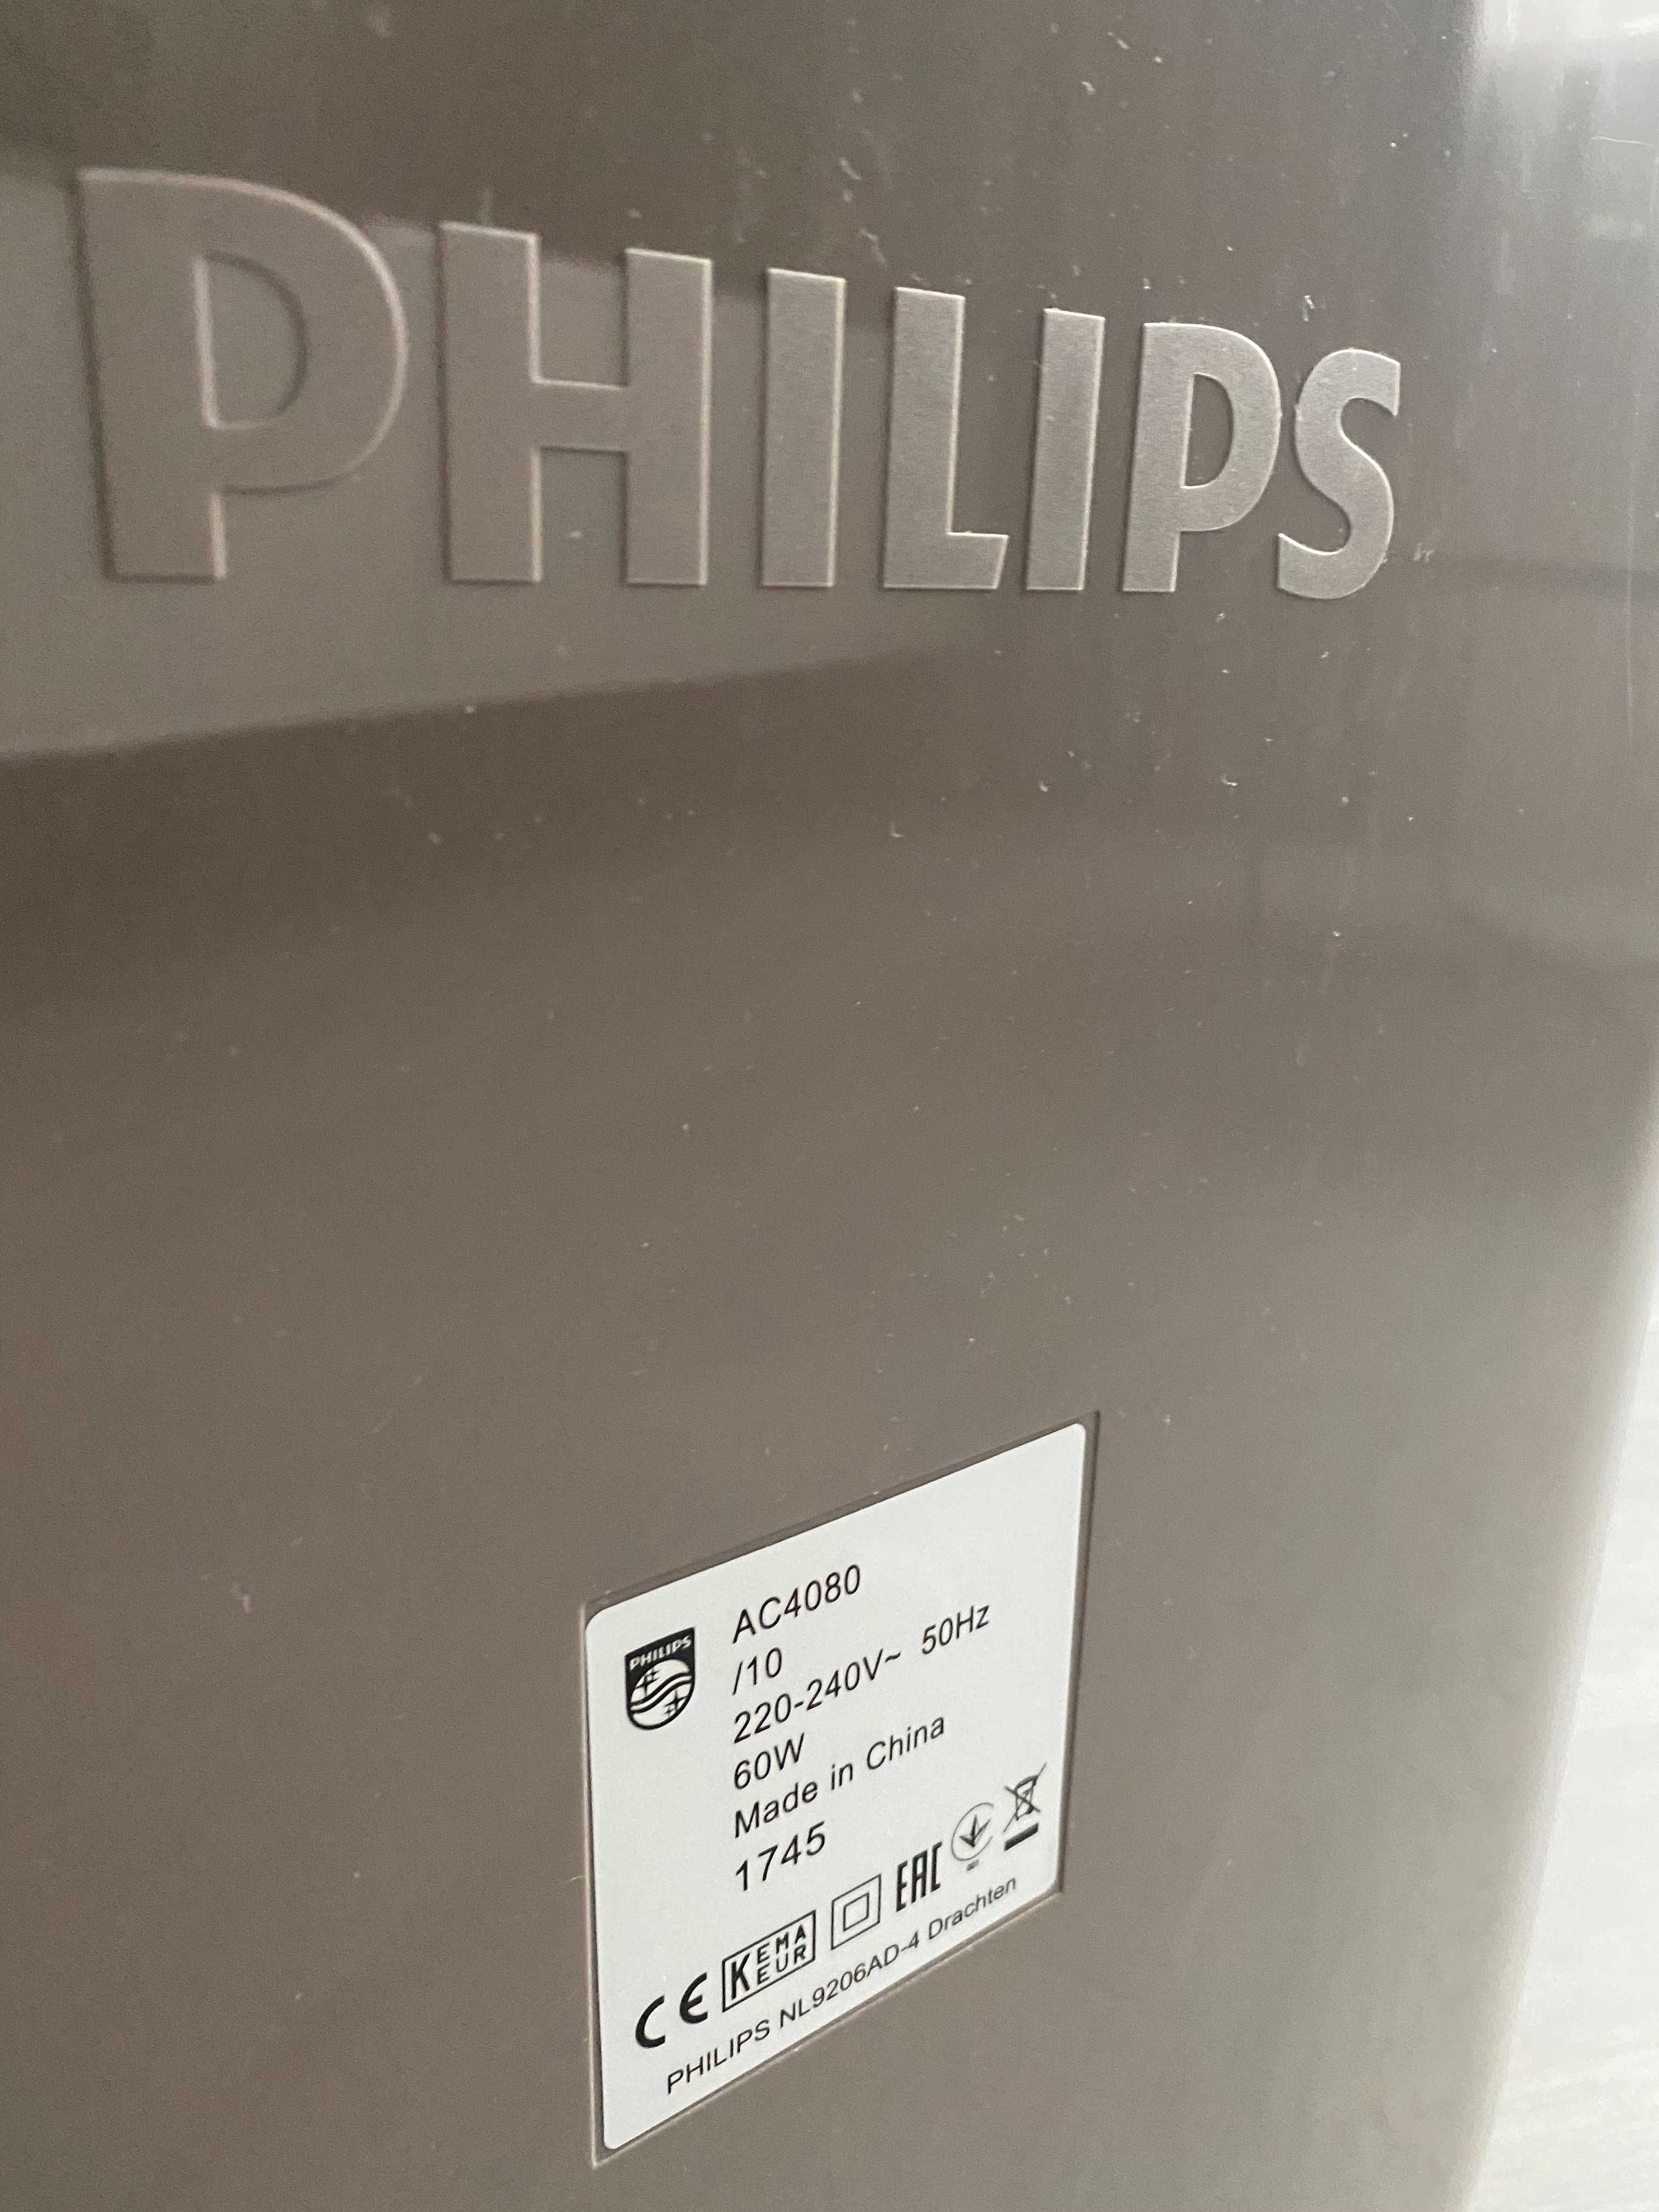 PHILIPS
PHILIPS
AC4080
/10
220-240V~ 50Hz
60W
Made in China
1745
CE KEMA EUR EAC
PHILIPS NL9206AD-4 Drachten